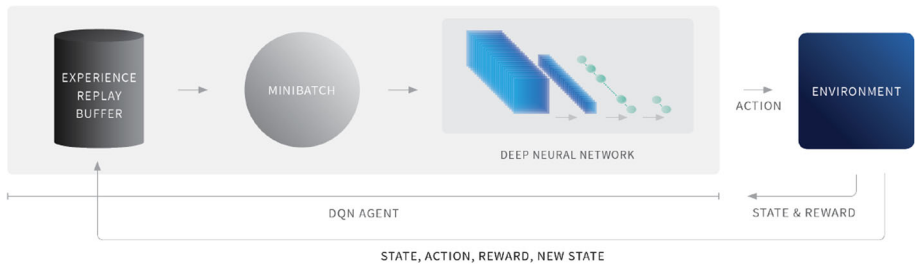 EXPERIENCE
REPLAY
BUFFER
MINIBATCH
DEEP NEURAL NETWORK
ACTION
ENVIRONMENT
DQN AGENT
STATE & REWARD
STATE, ACTION, REWARD, NEW STATE